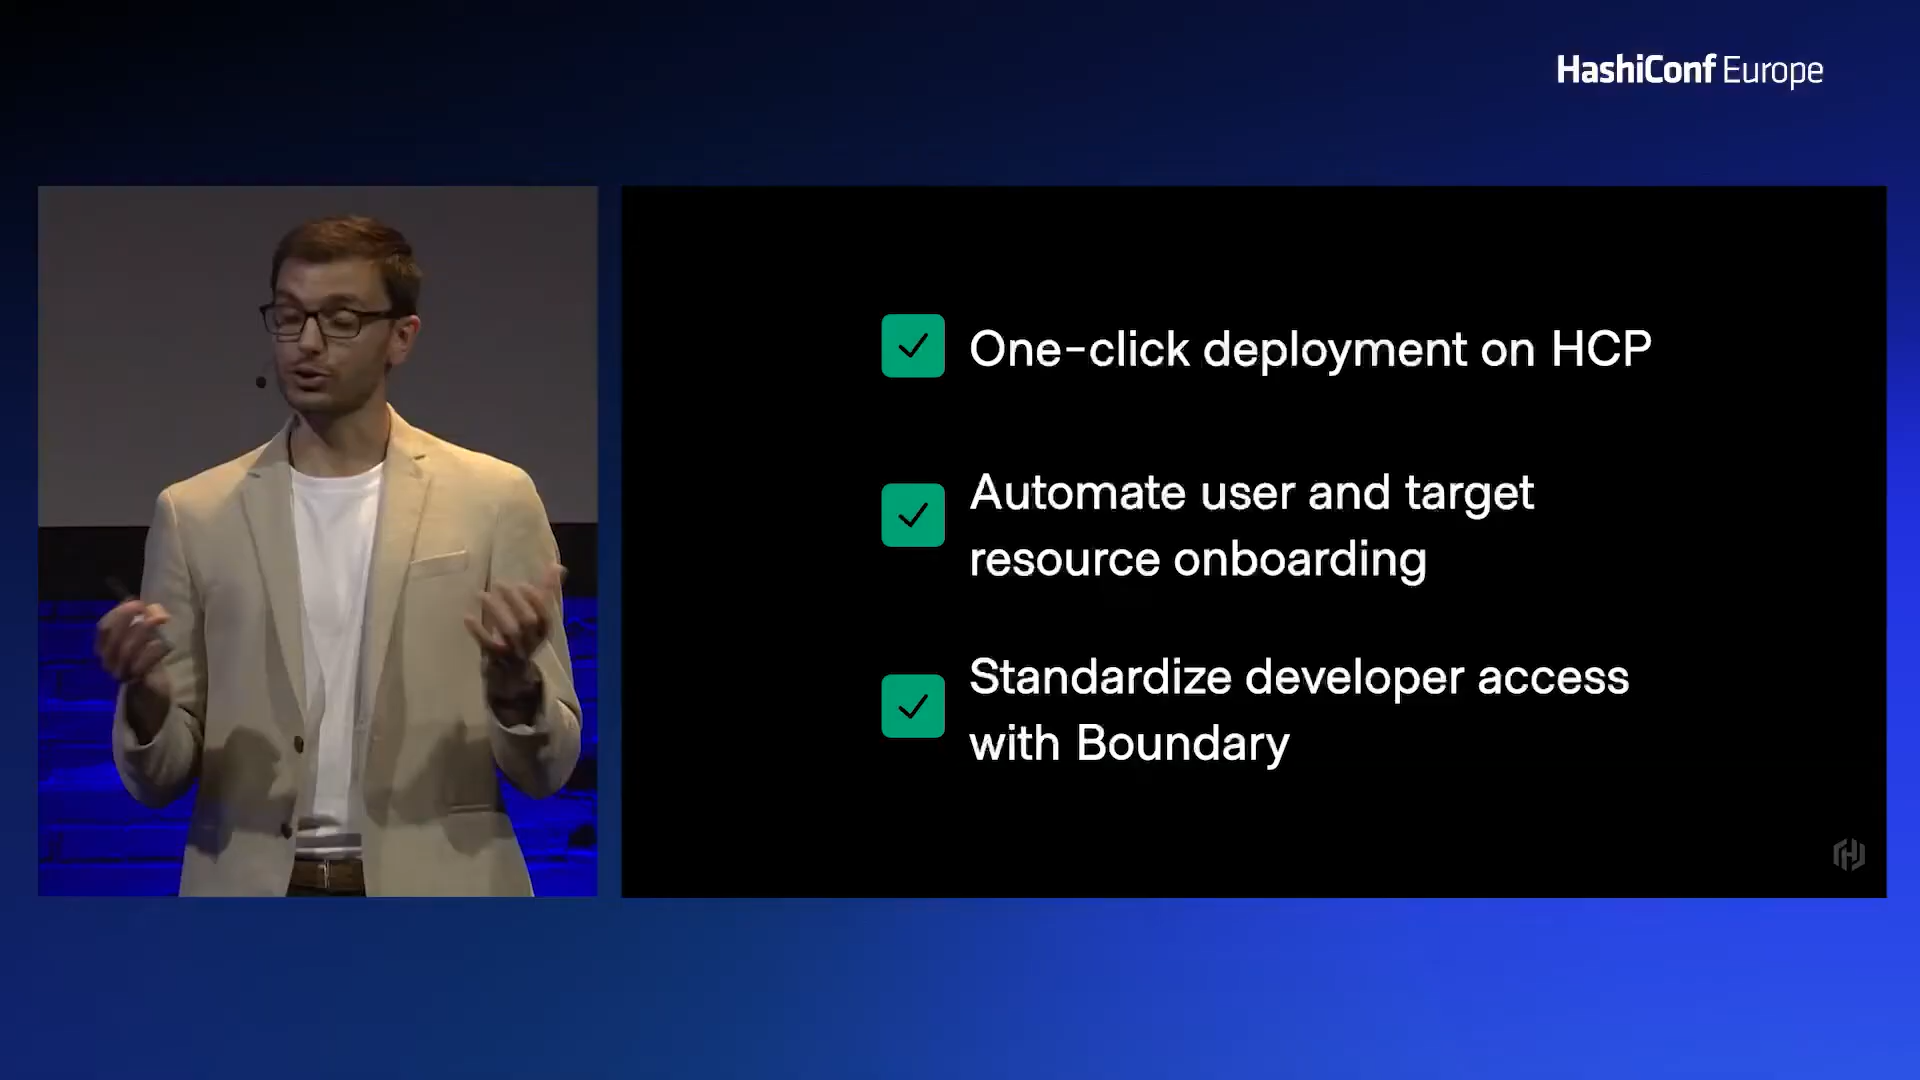 HashiConf Europe
One-click deployment on HCP
Automate user and target
resource onboarding
Standardize developer access
with Boundary